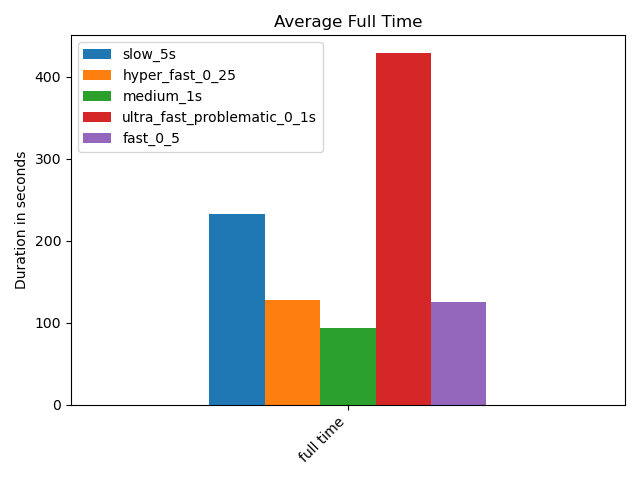 Average Full Time
slow_5s
hyper_fast_0_25
medium_1s
ultra_fast_problematic_0_1s
fast_0_5
Duration in seconds
400
300
200
100
0
full time